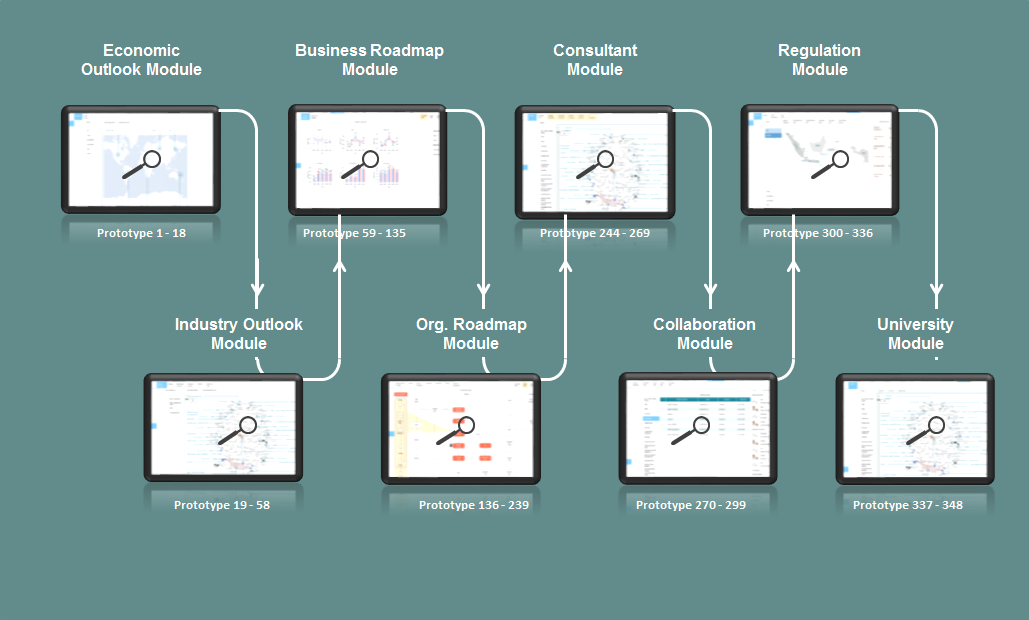 Economic
Outlook Module
Business Roadmap
Module
Consultant
Module
Regulation
Module
Prototype 1 - 18
Prototype 59 - 135
Prototype 244 - 269
Prototype 300 - 336
Industry Outlook
Module
Org. Roadmap
Module
Collaboration
Module
University
Module
Prototype 19 - 58
Prototype 136 - 239
Prototype 270 - 299
Prototype 337 - 348